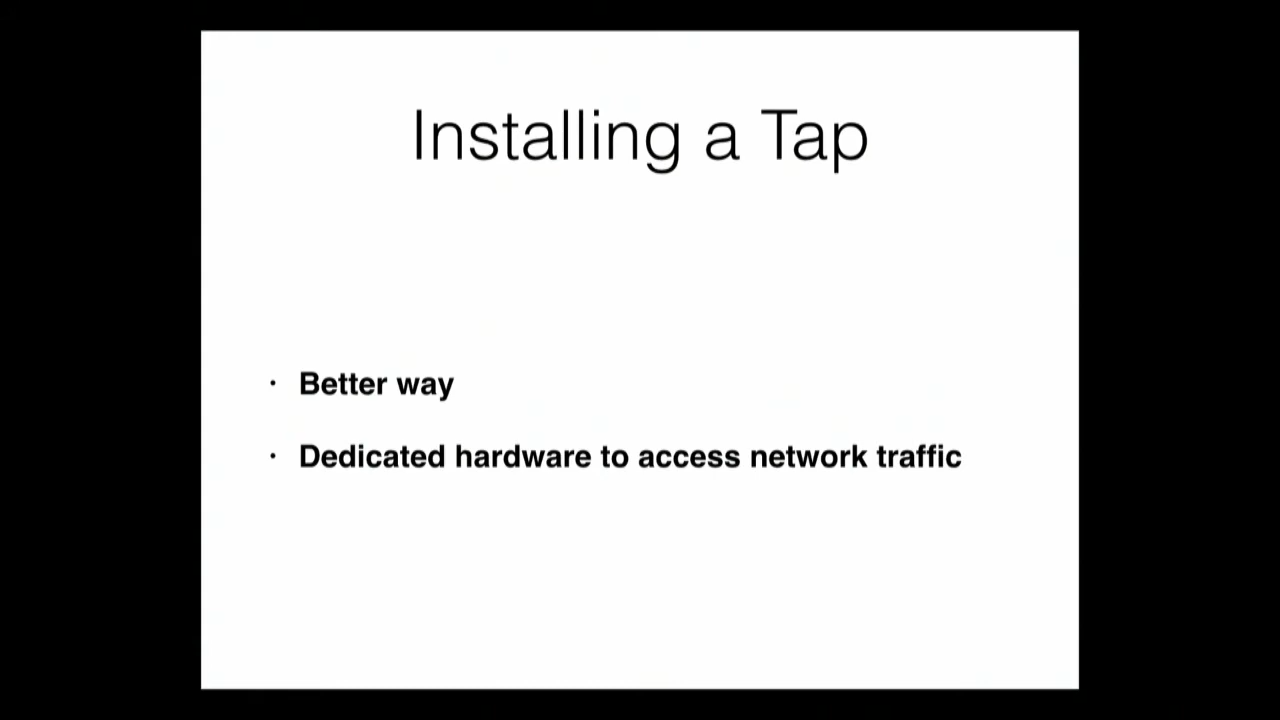 Installing a Tap
• Better way
• Dedicated hardware to access network traffic